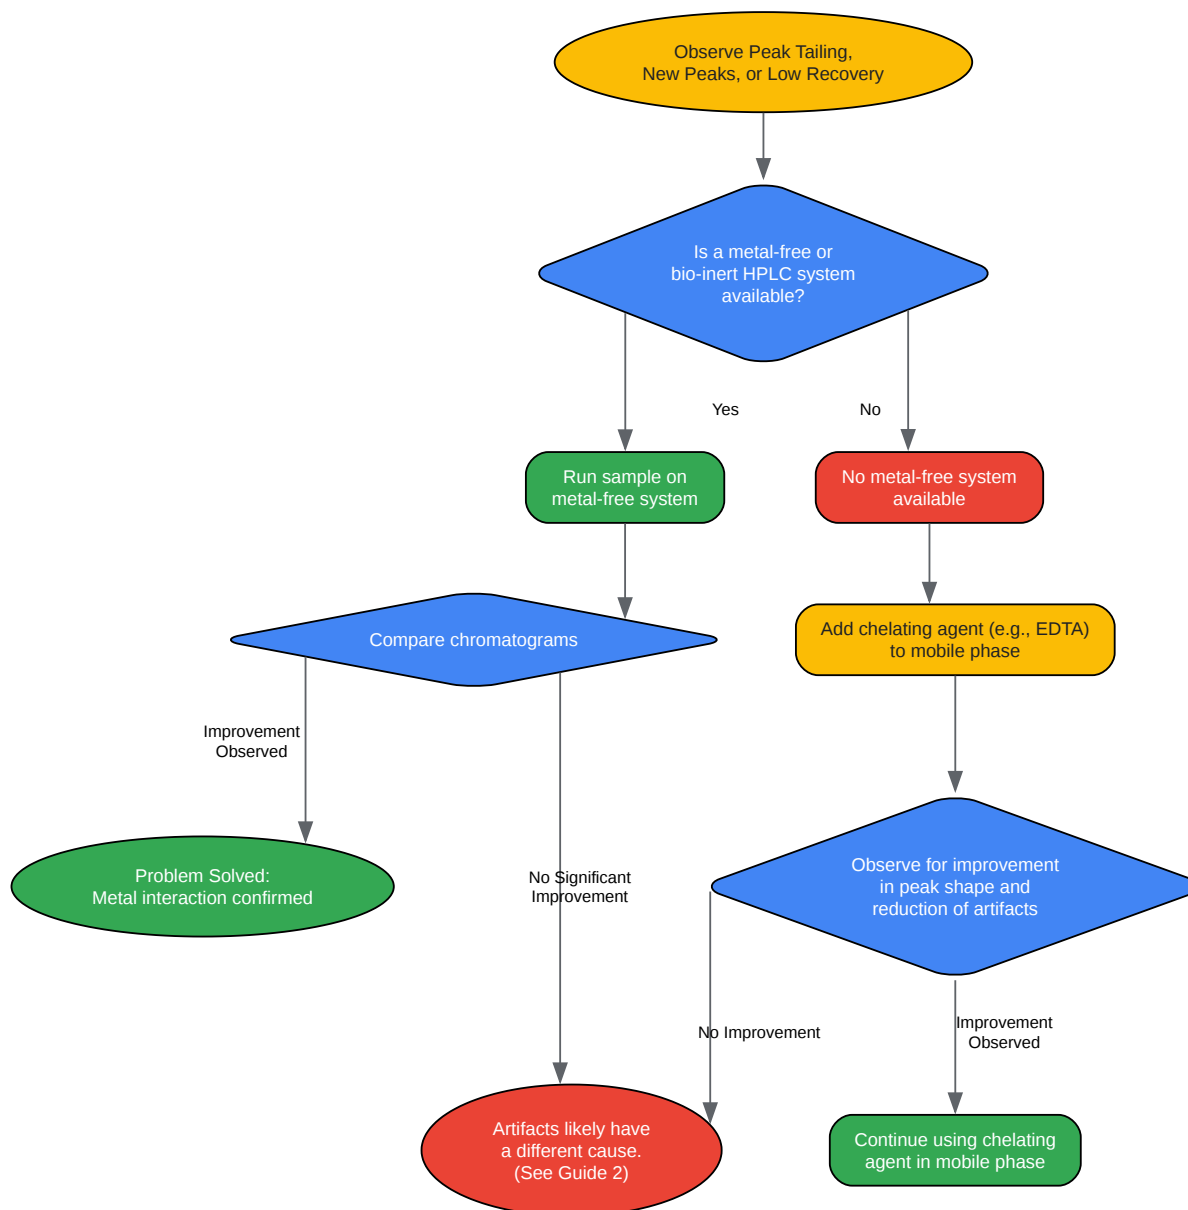 Observe Peak Tailing,
New Peaks, or Low Recovery
Is a metal-free or
bio-inert HPLC system
available?
Yes
No
Run sample on
metal-free system
No metal-free system
available
Compare chromatograms
Add chelating agent (e.g., EDTA)
to mobile phase
Improvement
Observed
Problem Solved:
Metal interaction confirmed
No Significant
Improvement
Observe for improvement
in peak shape and
reduction of artifacts
No Improvement
Improvement
Observed
Artifacts likely have
a different cause.
(See Guide 2)
Continue using chelating
agent in mobile phase